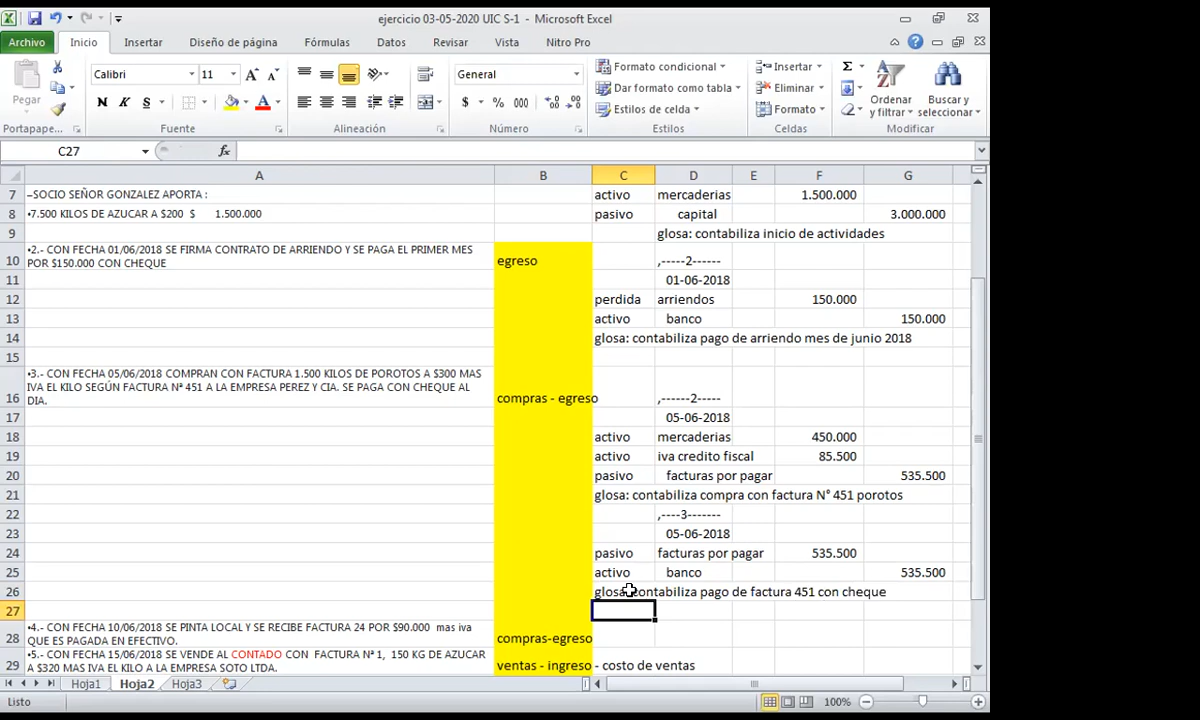 ejercicio 03-05-2020 UIC S-1 - Microsoft Excel
Archivo Inicio Insertar Diseño de página Fórmulas Datos Revisar Vista Nitro Pro
Pegar
Calibri 11
N K S
General
$ % 000
Formato condicional
Dar formato como tabla
Estilos de celda
Insertar
Eliminar
Formato
Ordenar y filtrar
Buscar y seleccionar
Portapape... Fuente Alineación Número Estilos Celdas Modificar
C27 fx
A B C D E F G
7 –SOCIO SEÑOR GONZALEZ APORTA : activo mercaderias 1.500.000
8 •7.500 KILOS DE AZUCAR A $200 $ 1.500.000 pasivo capital 3.000.000
9 glosa: contabiliza inicio de actividades
•2.- CON FECHA 01/06/2018 SE FIRMA CONTRATO DE ARRIENDO Y SE PAGA EL PRIMER MES
10 POR $150.000 CON CHEQUE egreso ,-----2------
11 01-06-2018
12 perdida arriendos 150.000
13 activo banco 150.000
14 glosa: contabiliza pago de arriendo mes de junio 2018
15
•3.- CON FECHA 05/06/2018 COMPRAN CON FACTURA 1.500 KILOS DE POROTOS A $300 MAS
IVA EL KILO SEGÚN FACTURA Nª 451 A LA EMPRESA PEREZ Y CIA. SE PAGA CON CHEQUE AL
16 DIA. compras - egreso ,------2-----
17 05-06-2018
18 activo mercaderias 450.000
19 activo iva credito fiscal 85.500
20 pasivo facturas por pagar 535.500
21 glosa: contabiliza compra con factura N° 451 porotos
22 ,----3-------
23 05-06-2018
24 pasivo facturas por pagar 535.500
25 activo banco 535.500
26 glosa: contabiliza pago de factura 451 con cheque
27
•4.- CON FECHA 10/06/2018 SE PINTA LOCAL Y SE RECIBE FACTURA 24 POR $90.000 mas iva
28 QUE ES PAGADA EN EFECTIVO. compras-egreso
•5.- CON FECHA 15/06/2018 SE VENDE AL CONTADO CON FACTURA Nª 1, 150 KG DE AZUCAR
29 A $320 MAS IVA EL KILO A LA EMPRESA SOTO LTDA. ventas - ingreso - costo de ventas
Hoja1 Hoja2 Hoja3
Listo 100%